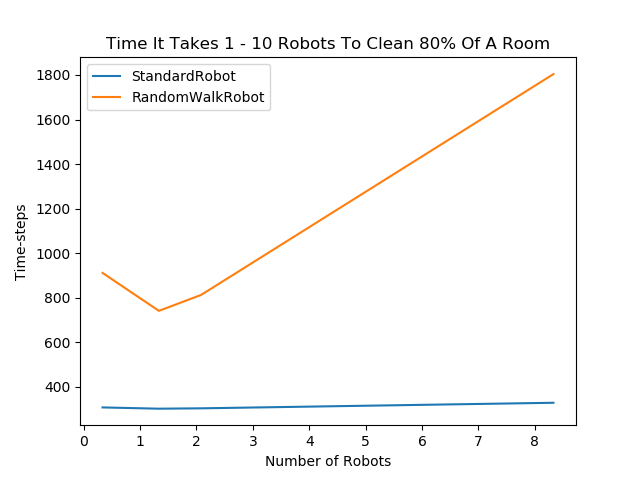 Time It Takes 1 - 10 Robots To Clean 80% Of A Room
StandardRobot
RandomWalkRobot
1800
1600
1400
1200
1000
800
600
400
Time-steps
0 1 2 3 4 5 6 7 8
Number of Robots